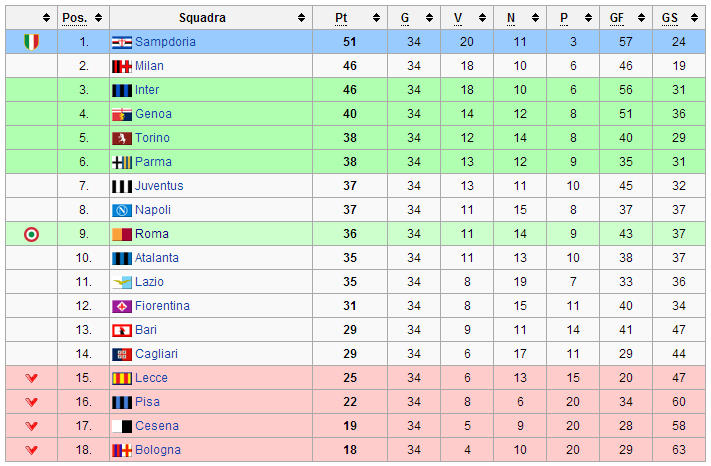 Pos. Squadra Pt G V N P GF GS
1. Sampdoria 51 34 20 11 3 57 24
2. Milan 46 34 18 10 6 46 19
3. Inter 46 34 18 10 6 56 31
4. Genoa 40 34 14 12 8 51 36
5. Torino 38 34 12 14 8 40 29
6. Parma 38 34 13 12 9 35 31
7. Juventus 37 34 13 11 10 45 32
8. Napoli 37 34 11 15 8 37 37
9. Roma 36 34 11 14 9 43 37
10. Atalanta 35 34 11 13 10 38 37
11. Lazio 35 34 8 19 7 33 36
12. Fiorentina 31 34 8 15 11 40 34
13. Bari 29 34 9 11 14 41 47
14. Cagliari 29 34 6 17 11 29 44
15. Lecce 25 34 6 13 15 20 47
16. Pisa 22 34 8 6 20 34 60
17. Cesena 19 34 5 9 20 28 58
18. Bologna 18 34 4 10 20 29 63